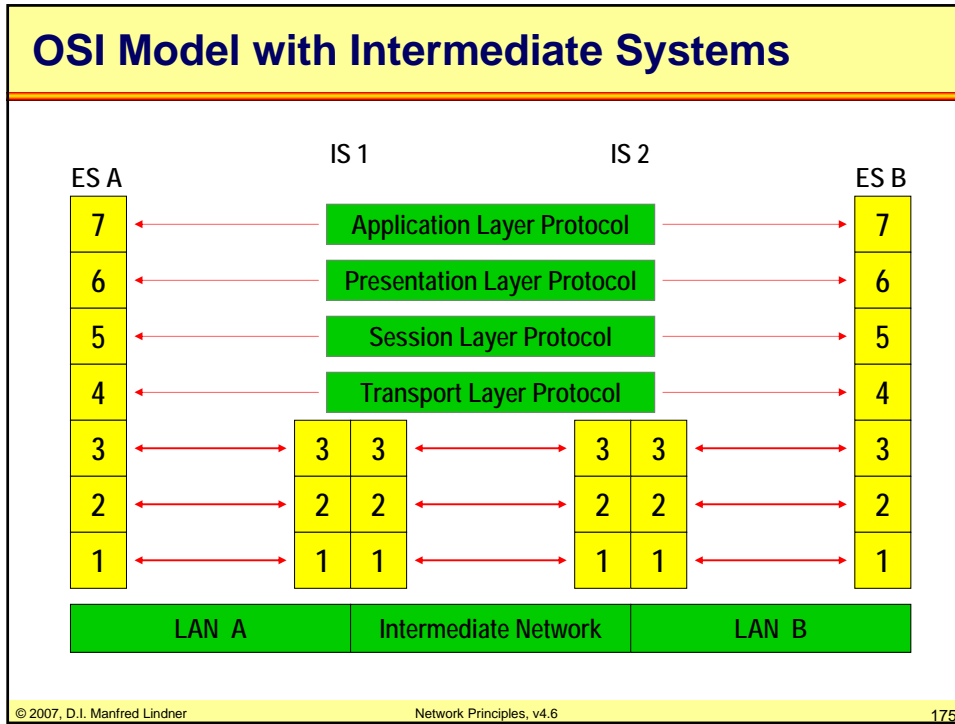 OSI Model with Intermediate Systems
IS 1 IS 2
ES A ES B
7 Application Layer Protocol 7
6 Presentation Layer Protocol 6
5 Session Layer Protocol 5
4 Transport Layer Protocol 4
3 3 3 3 3 3
2 2 2 2 2 2
1 1 1 1 1 1
LAN A Intermediate Network LAN B
© 2007, D.I. Manfred Lindner Network Principles, v4.6 175